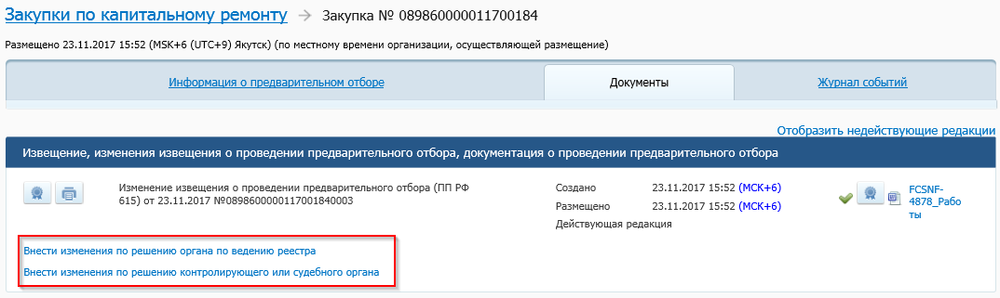 Закупки по капитальному ремонту → Закупка № 089860000011700184
Размещено 23.11.2017 15:52 (MSK+6 (UTC+9) Якутск) (по местному времени организации, осуществляющей размещение)
Информация о предварительном отборе
Документы
Журнал событий
Отобразить недействующие редакции
Извещение, изменения извещения о проведении предварительного отбора, документация о проведении предварительного отбора
Изменение извещения о проведении предварительного отбора (ПП РФ
615) от 23.11.2017 №0898600000117001840003
Создано 23.11.2017 15:52 (МСК+6)
Размещено 23.11.2017 15:52 (МСК+6)
Действующая редакция
FCSNF-
4878_Рабо
ты
Внести изменения по решению органа по ведению реестра
Внести изменения по решению контролирующего или судебного органа